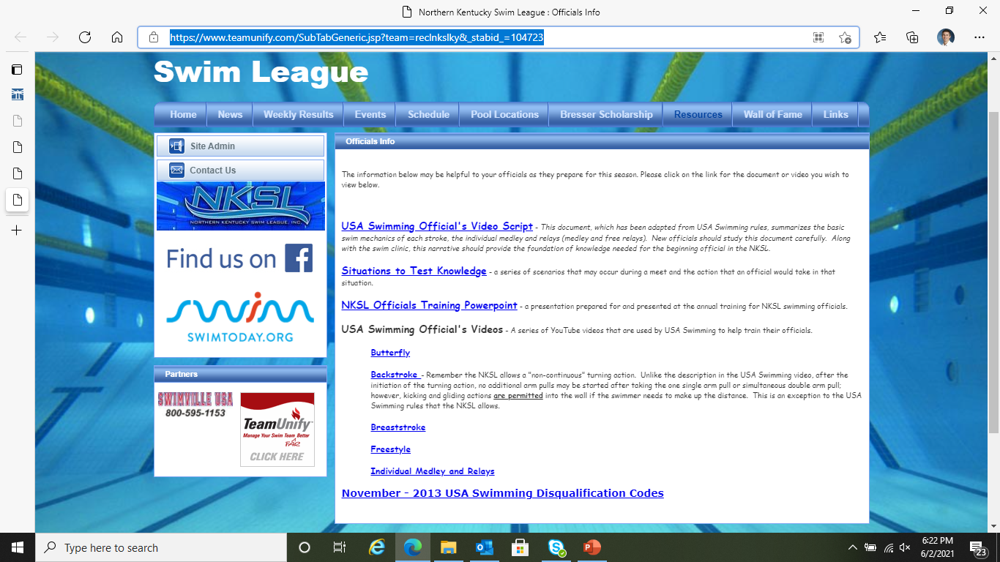 Northern Kentucky Swim League : Officials Info
https://www.teamunify.com/SubTabGeneric.jsp?team=reclnkslky&_stabid_=104723
Swim League
Home News Weekly Results Events Schedule Pool Locations Bresser Scholarship Resources Wall of Fame Links
Site Admin
Contact Us
NKSL
NORTHERN KENTUCKY SWIM LEAGUE, INC.
Find us on f
swim
SWIMTODAY.ORG
Partners
SWIMVILLE USA
800-595-1153
TeamUnify
Manage Your Swim Team Better
FAIR
CLICK HERE
Officials Info
The information below may be helpful to your officials as they prepare for this season. Please click on the link for the document or video you wish to
view below.
USA Swimming Official's Video Script - This document, which has been adapted from USA Swimming rules, summarizes the basic
swim mechanics of each stroke, the individual medley and relays (medley and free relays). New officials should study this document carefully. Along
with the swim clinic, this narrative should provide the foundation of knowledge needed for the beginning official in the NKSL.
Situations to Test Knowledge - a series of scenarios that may occur during a meet and the action that an official would take in that
situation.
NKSL Officials Training Powerpoint - a presentation prepared for and presented at the annual training for NKSL swimming officials.
USA Swimming Official's Videos - A series of YouTube videos that are used by USA Swimming to help train their officials.
Butterfly
Backstroke - Remember the NKSL allows a "non-continuous" turning action. Unlike the description in the USA Swimming video, after the
initiation of the turning action, no additional arm pulls may be started after taking the one single arm pull or simultaneous double arm pull;
however, kicking and gliding actions are permitted into the wall if the swimmer needs to make up the distance. This is an exception to the USA
Swimming rules that the NKSL allows.
Breaststroke
Freestyle
Individual Medley and Relays
November - 2013 USA Swimming Disqualification Codes
Type here to search
6:22 PM
6/2/2021
23